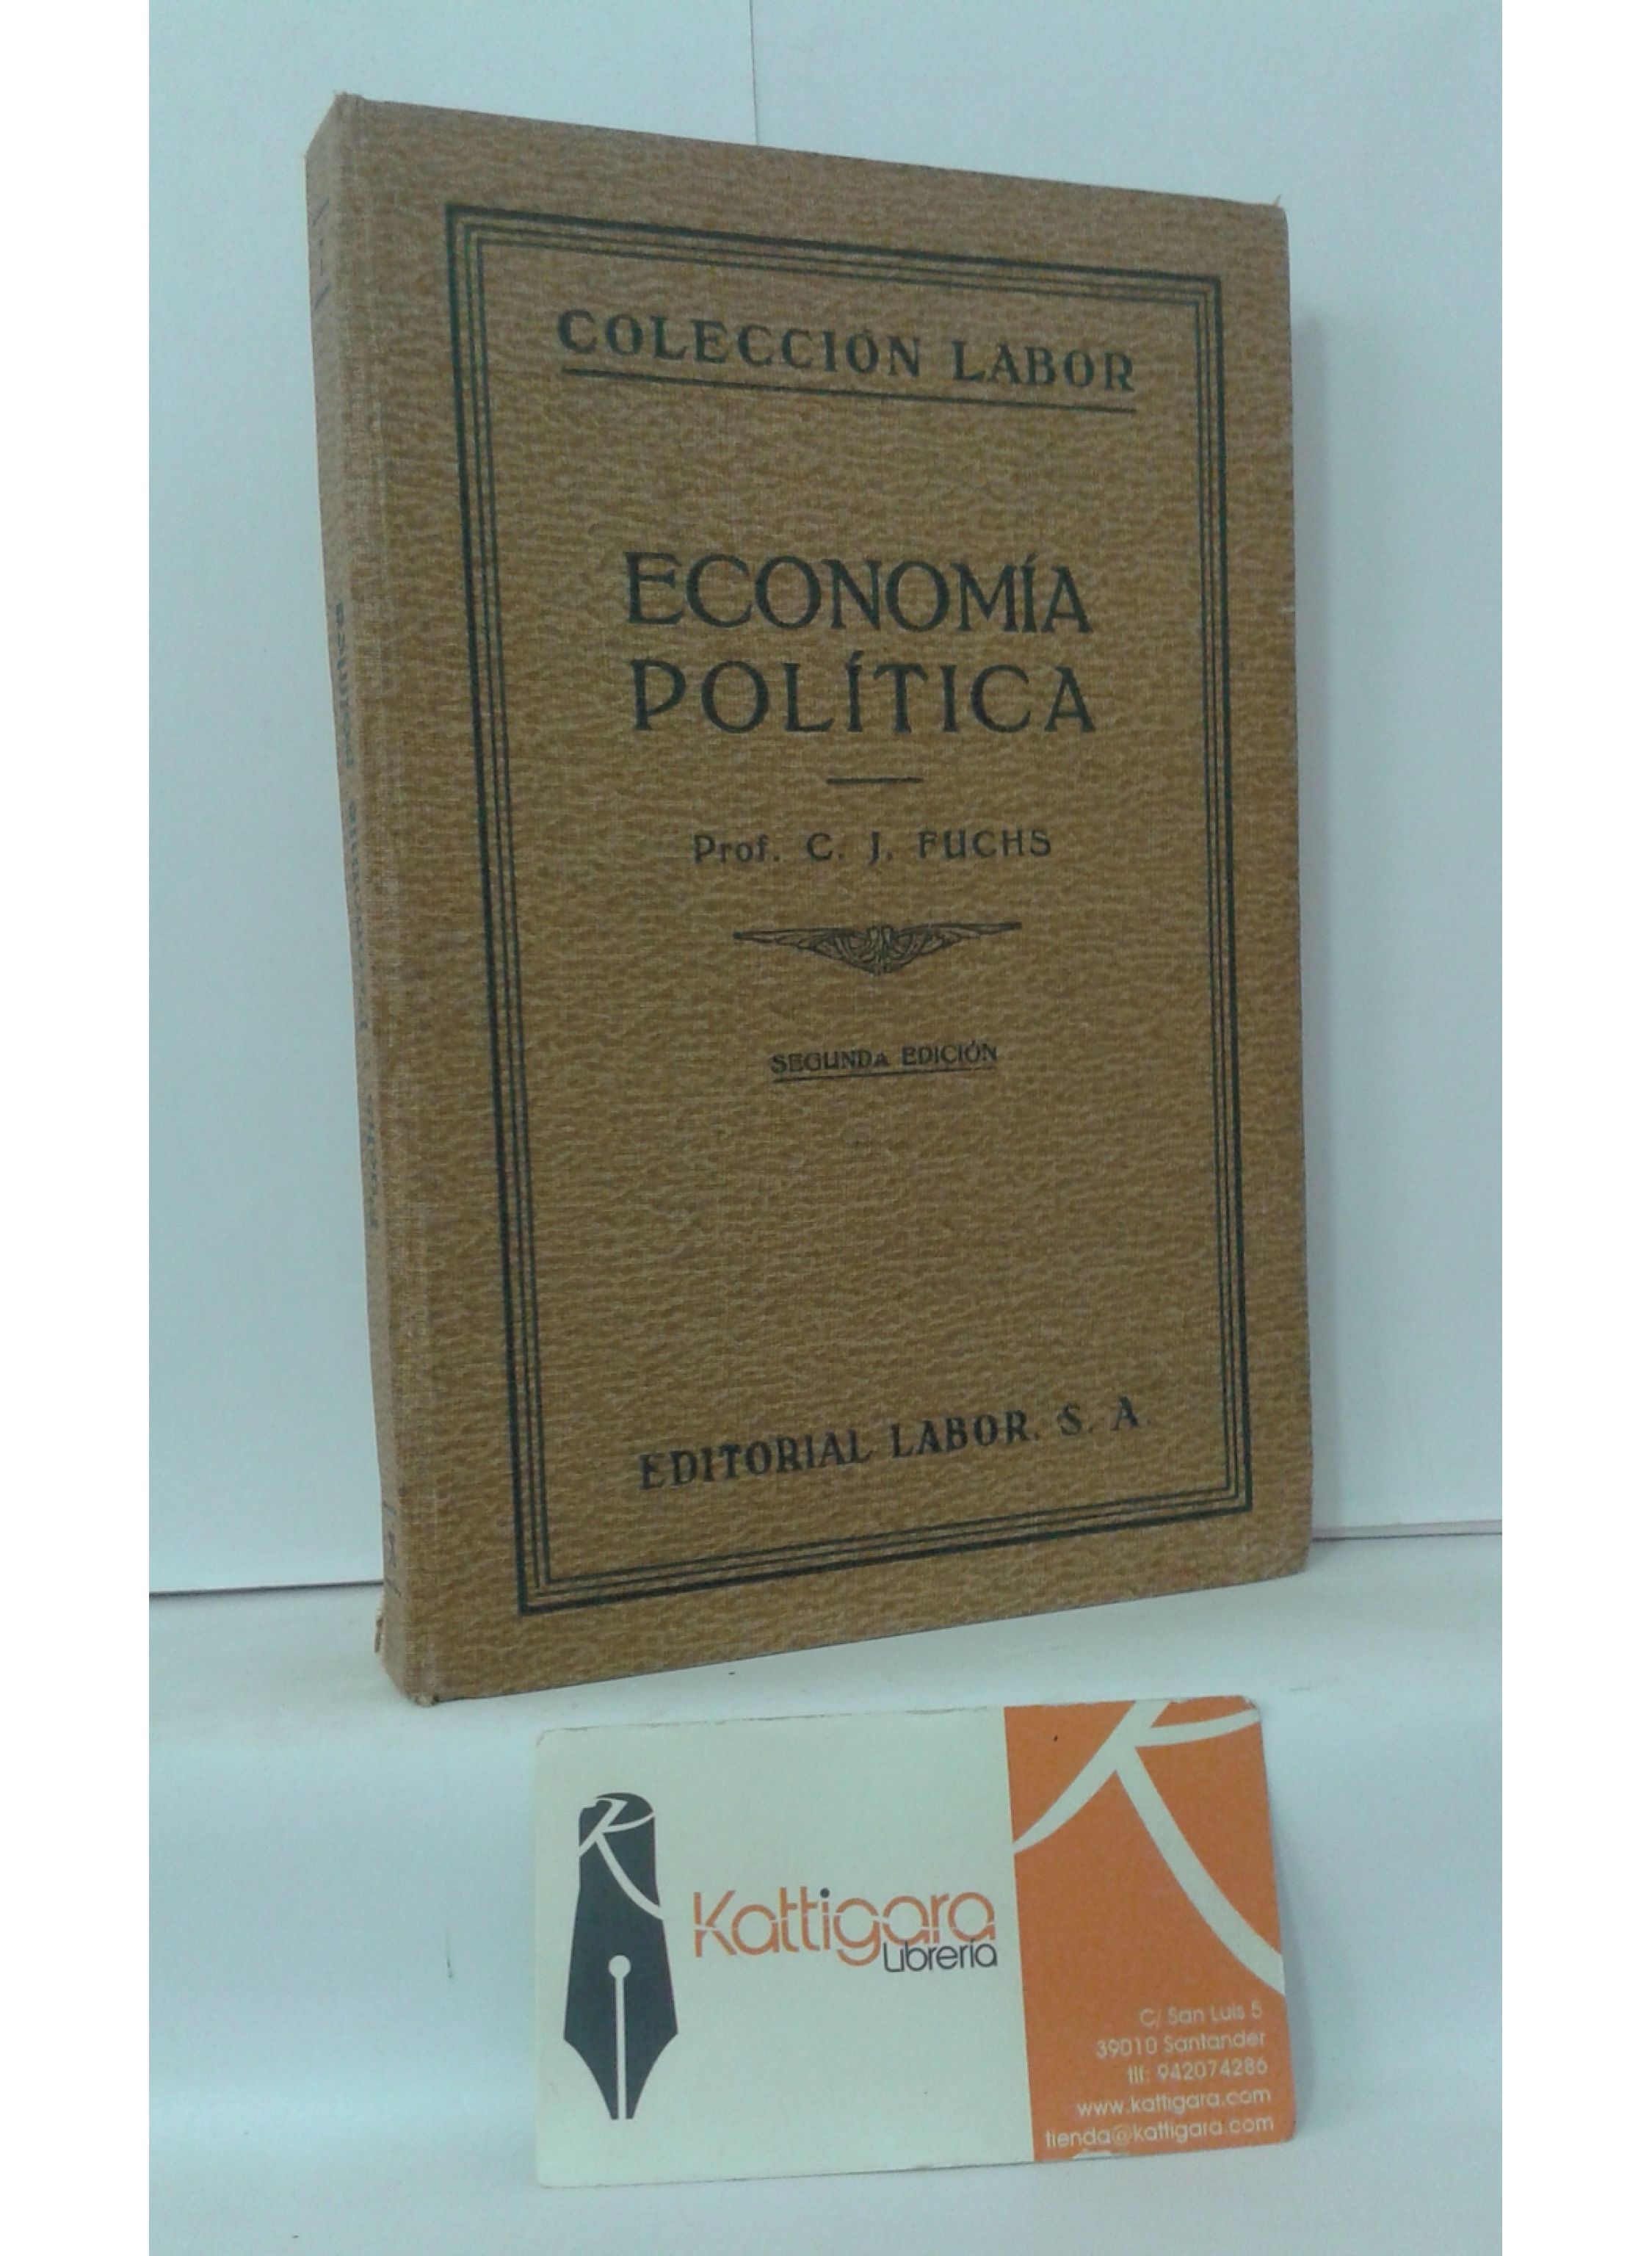 COLECCIÓN LABOR
ECONOMÍA
POLÍTICA
Prof. C. J. FUCHS
SEGUNDA EDICIÓN
EDITORIAL LABOR, S. A.
Kattigara
Librería
C/ San Luis 5
39010 Santander
tlf: 942074286
www.kattigara.com
tienda@kattigara.com